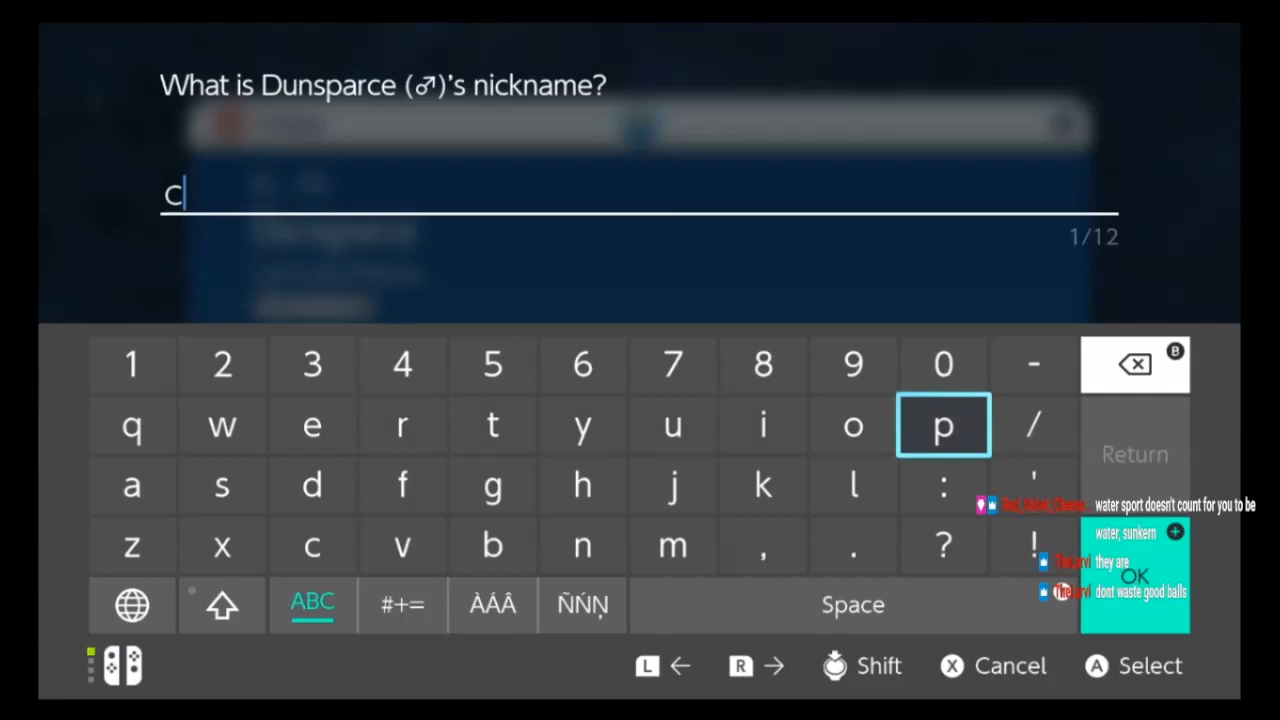 What is Dunsparce (♂)'s nickname?
C
1/12
1 2 3 4 5 6 7 8 9 0 -
B
q w e r t y u i o p /
Return
a s d f g h j k l : '
water sport doesn't count for you to be
water, sunkern
z x c v b n m , . ? !
+
they are
OK
dont waste good balls
ABC #+= ÀÁÂ ÑŃŅ Space
L ← R → Shift X Cancel A Select